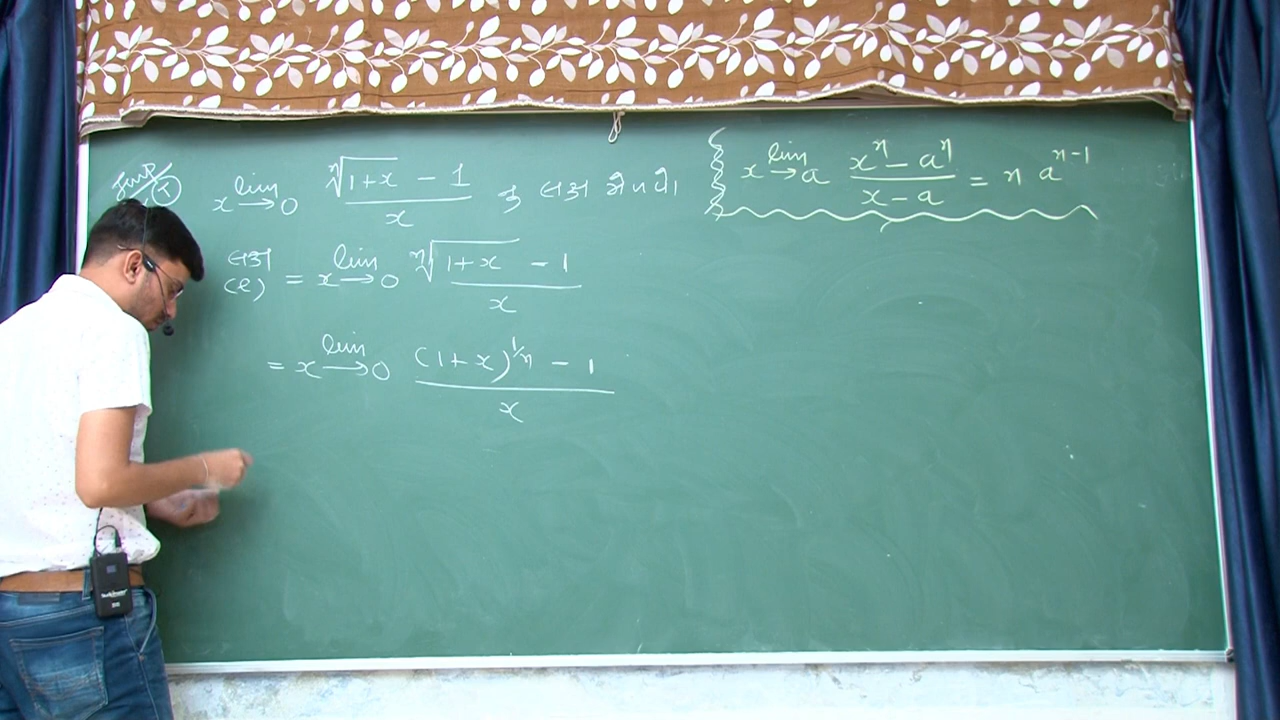 Imp (1) lim x→0 (ⁿ√(1+x) - 1)/x નું લક્ષ મેળવો. lim x→a (xⁿ - aⁿ)/(x - a) = n aⁿ⁻¹
લક્ષ (l) = lim x→0 (ⁿ√(1+x) - 1)/x
= lim x→0 ((1+x)^(1/n) - 1)/x